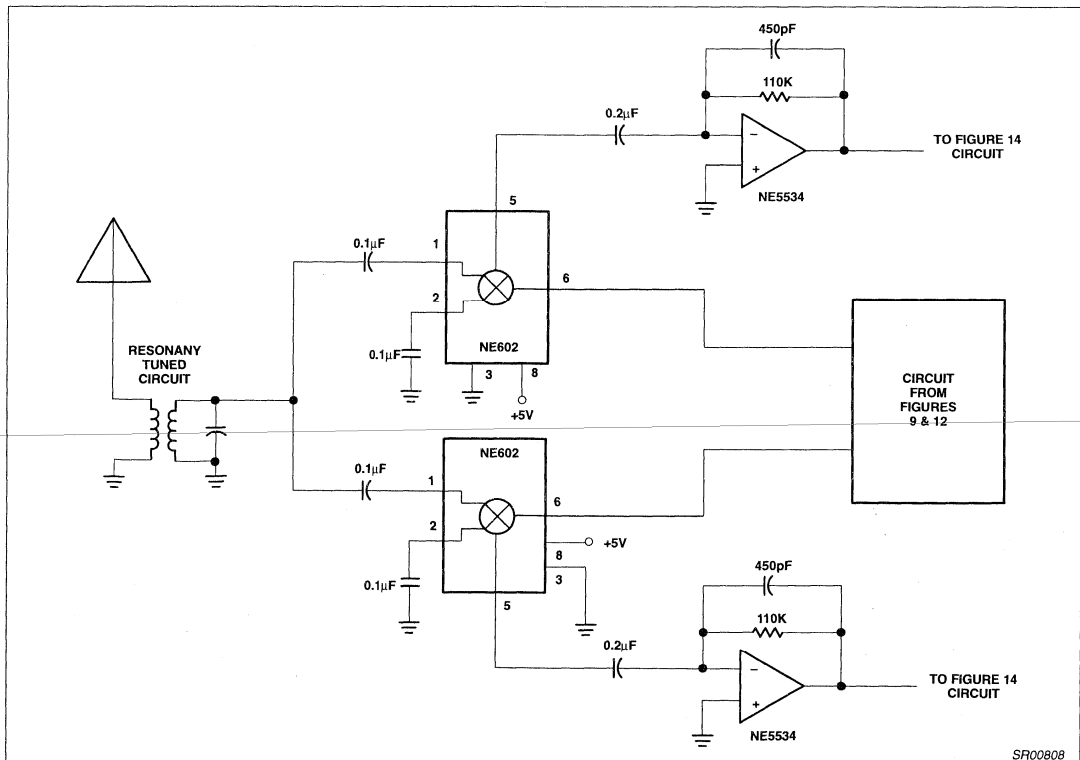 450pF
110K
0.2µF
−
+
NE5534
TO FIGURE 14
CIRCUIT
5
0.1µF
1
2
6
0.1µF
NE602
3
8
+5V
RESONANY
TUNED
CIRCUIT
CIRCUIT
FROM
FIGURES
9 & 12
NE602
0.1µF
1
2
6
+5V
8
3
0.1µF
5
450pF
110K
0.2µF
−
+
NE5534
TO FIGURE 14
CIRCUIT
SR00808